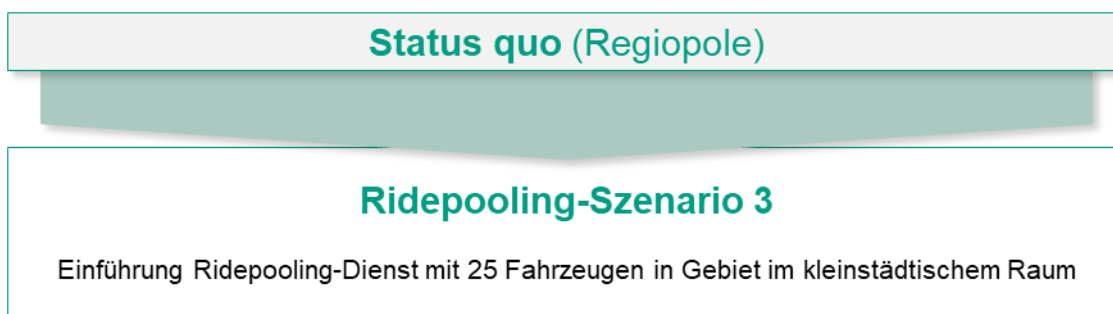 Status quo (Regiopole)
Ridepooling-Szenario 3
Einführung Ridepooling-Dienst mit 25 Fahrzeugen in Gebiet im kleinstädtischem Raum